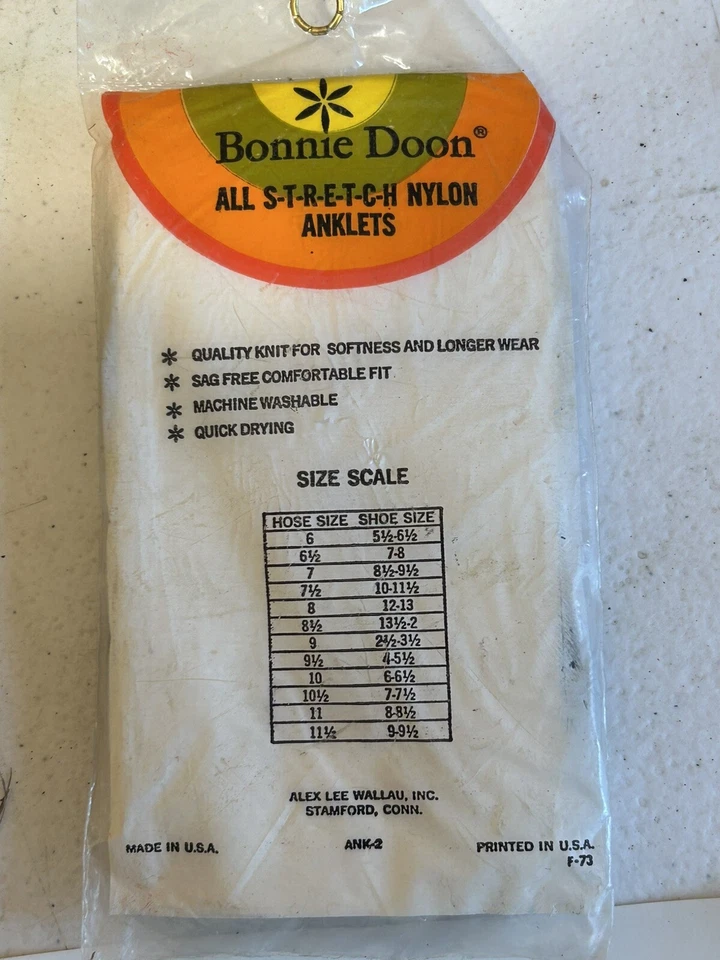 Bonnie Doon®
ALL S-T-R-E-T-C-H NYLON
ANKLETS
* QUALITY KNIT FOR SOFTNESS AND LONGER WEAR
* SAG FREE COMFORTABLE FIT
* MACHINE WASHABLE
* QUICK DRYING
SIZE SCALE
HOSE SIZE SHOE SIZE
6 5½-6½
6½ 7-8
7 8½-9½
7½ 10-11½
8 12-13
8½ 13½-2
9 2½-3½
9½ 4-5½
10 6-6½
10½ 7-7½
11 8-8½
11½ 9-9½
ALEX LEE WALLAU, INC.
STAMFORD, CONN.
MADE IN U.S.A. ANK-2 PRINTED IN U.S.A.
F-73